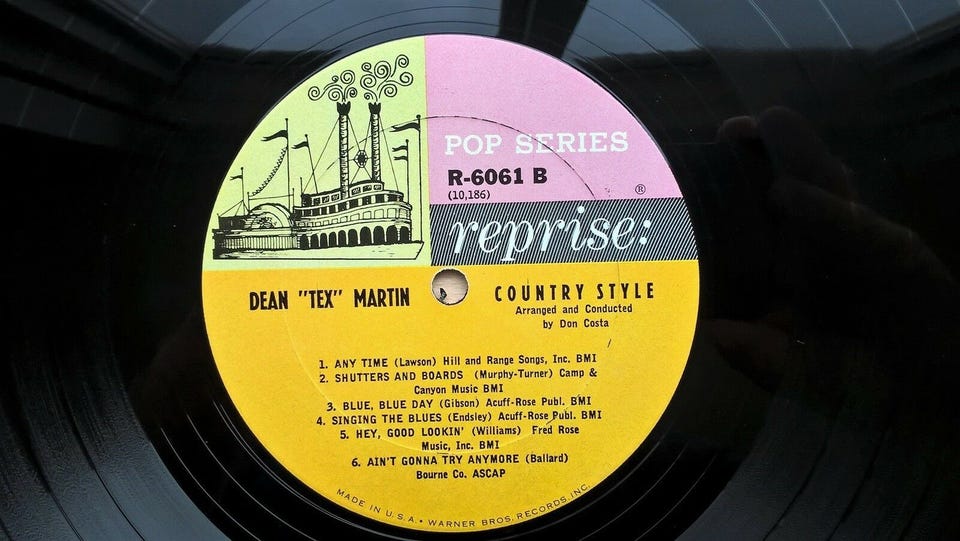 POP SERIES
R-6061 B
(10,186)
®
reprise:
DEAN "TEX" MARTIN
COUNTRY STYLE
Arranged and Conducted
by Don Costa
1. ANY TIME (Lawson) Hill and Range Songs, Inc. BMI
2. SHUTTERS AND BOARDS (Murphy-Turner) Camp &
Canyon Music BMI
3. BLUE, BLUE DAY (Gibson) Acuff-Rose Publ. BMI
4. SINGING THE BLUES (Endsley) Acuff-Rose Publ. BMI
5. HEY, GOOD LOOKIN' (Williams) Fred Rose
Music, Inc. BMI
6. AIN'T GONNA TRY ANYMORE (Ballard)
Bourne Co. ASCAP
MADE IN U.S.A. • WARNER BROS. RECORDS, INC.